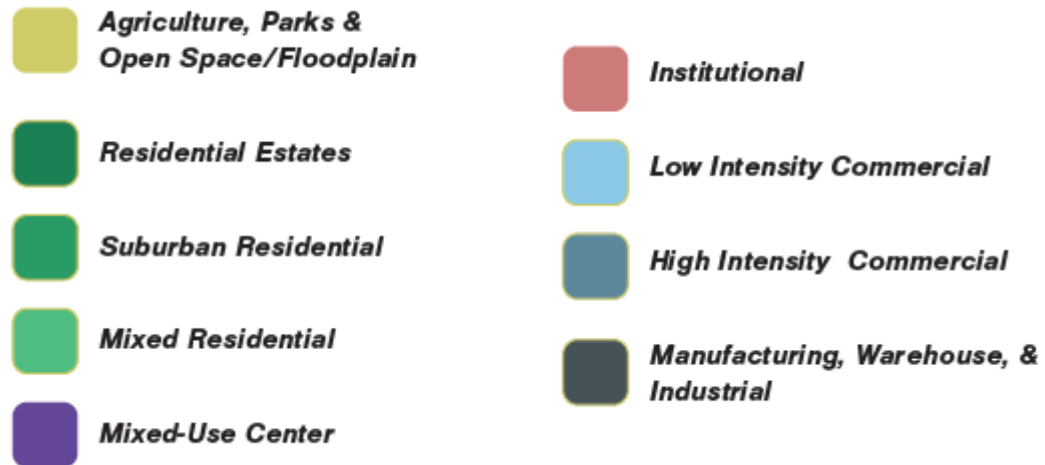 Agriculture, Parks &
Open Space/Floodplain
Residential Estates
Suburban Residential
Mixed Residential
Mixed-Use Center
Institutional
Low Intensity Commercial
High Intensity Commercial
Manufacturing, Warehouse, &
Industrial